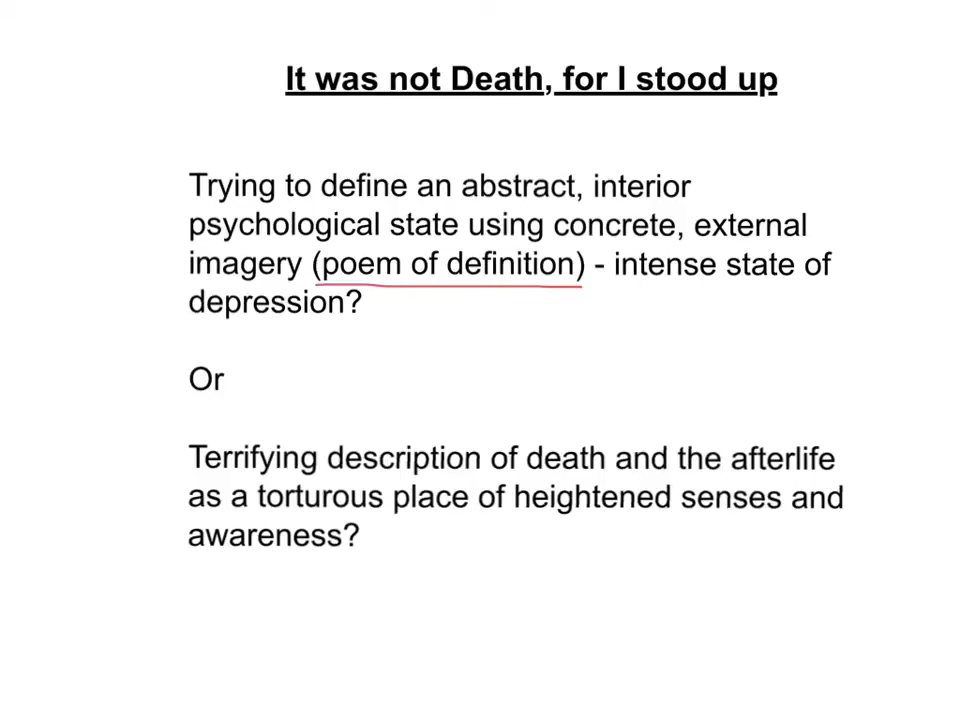 It was not Death, for I stood up
Trying to define an abstract, interior
psychological state using concrete, external
imagery (poem of definition) - intense state of
depression?
Or
Terrifying description of death and the afterlife
as a torturous place of heightened senses and
awareness?